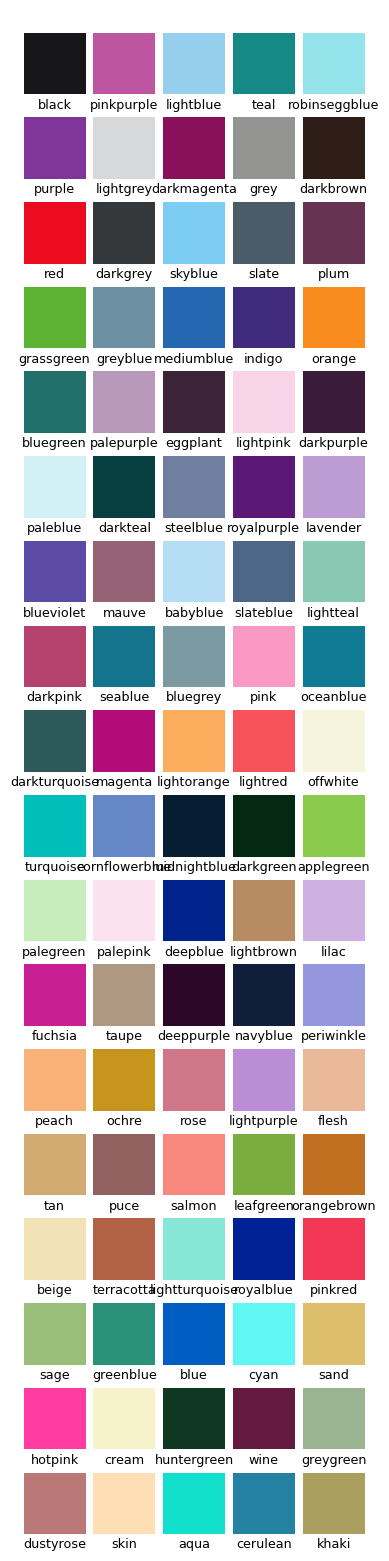 black pinkpurple lightblue teal robinseggblue
purple lightgrey darkmagenta grey darkbrown
red darkgrey skyblue slate plum
grassgreen greyblue mediumblue indigo orange
bluegreen palepurple eggplant lightpink darkpurple
paleblue darkteal steelblue royalpurple lavender
blueviolet mauve babyblue slateblue lightteal
darkpink seablue bluegrey pink oceanblue
darkturquoise magenta lightorange lightred offwhite
turquoise cornflowerblue midnightblue darkgreen applegreen
palegreen palepink deepblue lightbrown lilac
fuchsia taupe deeppurple navyblue periwinkle
peach ochre rose lightpurple flesh
tan puce salmon leafgreen orangebrown
beige terracotta lightturquoise royalblue pinkred
sage greenblue blue cyan sand
hotpink cream huntergreen wine greygreen
dustyrose skin aqua cerulean khaki